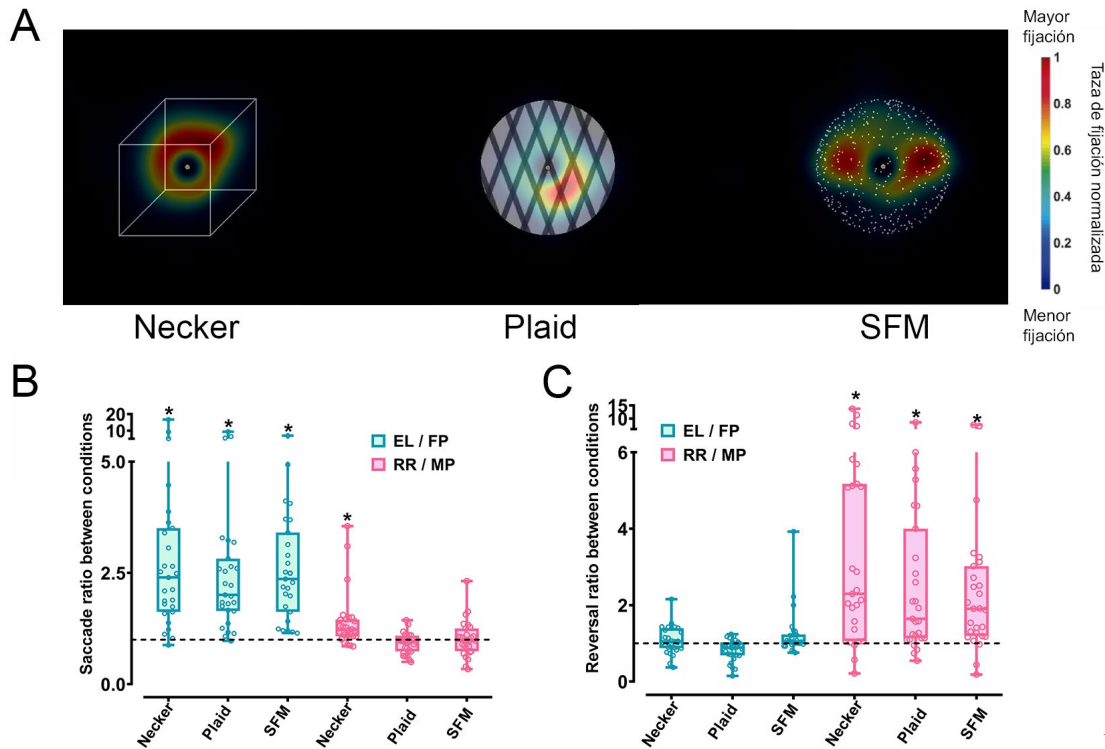 A
Mayor
fijación
1
0.8
0.6
0.4
0.2
0
Taza de fijación normalizada
Menor
fijación
Necker
Plaid
SFM
B
Saccade ratio between conditions
20
10
5.0
2.5
0.0
*
*
*
*
EL / FP
RR / MP
Necker
Plaid
SFM
Necker
Plaid
SFM
C
Reversal ratio between conditions
15
10
6
4
2
0
*
*
*
EL / FP
RR / MP
Necker
Plaid
SFM
Necker
Plaid
SFM